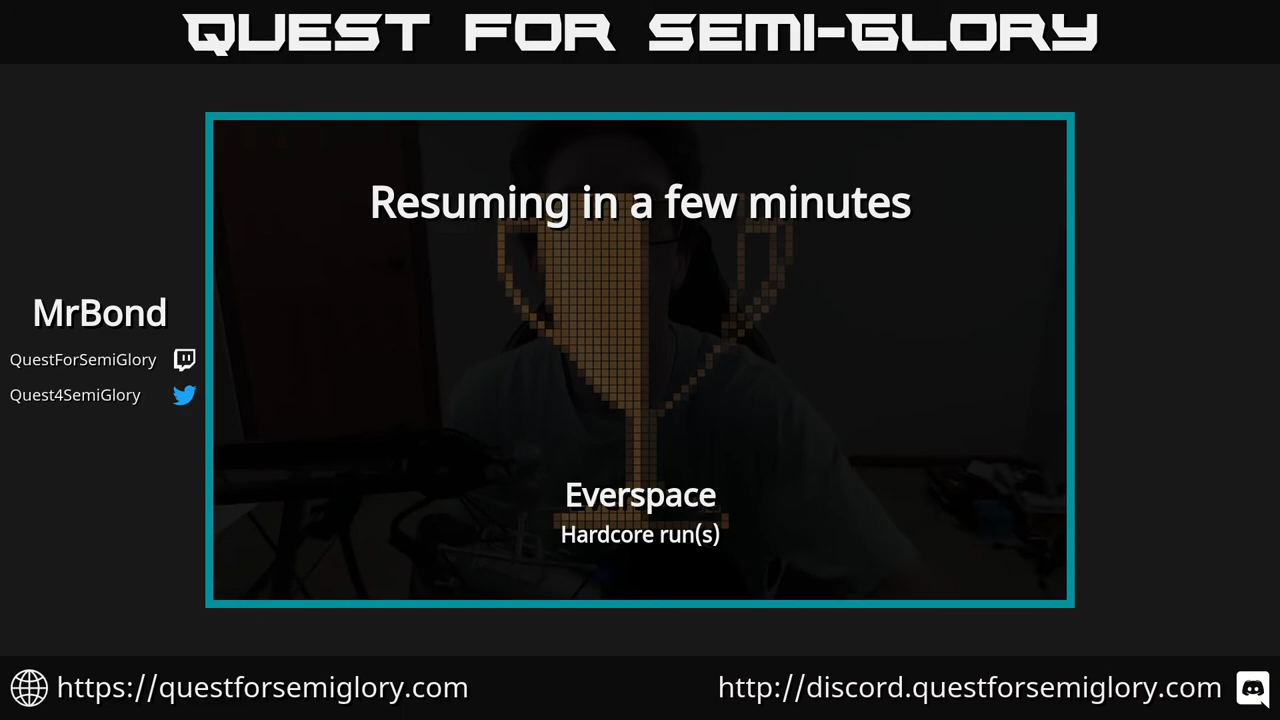 QUEST FOR SEMI-GLORY
Resuming in a few minutes
MrBond
QuestForSemiGlory
Quest4SemiGlory
Everspace
Hardcore run(s)
https://questforsemiglory.com
http://discord.questforsemiglory.com